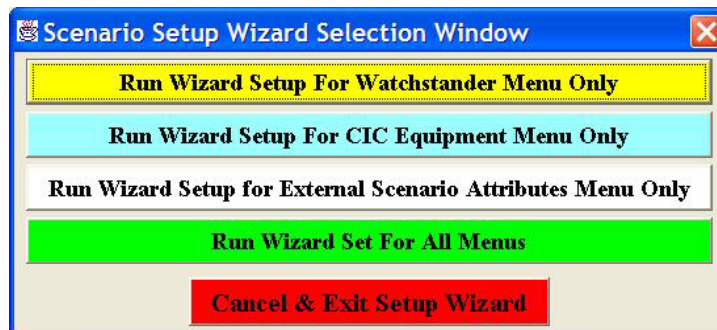 Scenario Setup Wizard Selection Window
Run Wizard Setup For Watchstander Menu Only
Run Wizard Setup For CIC Equipment Menu Only
Run Wizard Setup for External Scenario Attributes Menu Only
Run Wizard Set For All Menus
Cancel & Exit Setup Wizard